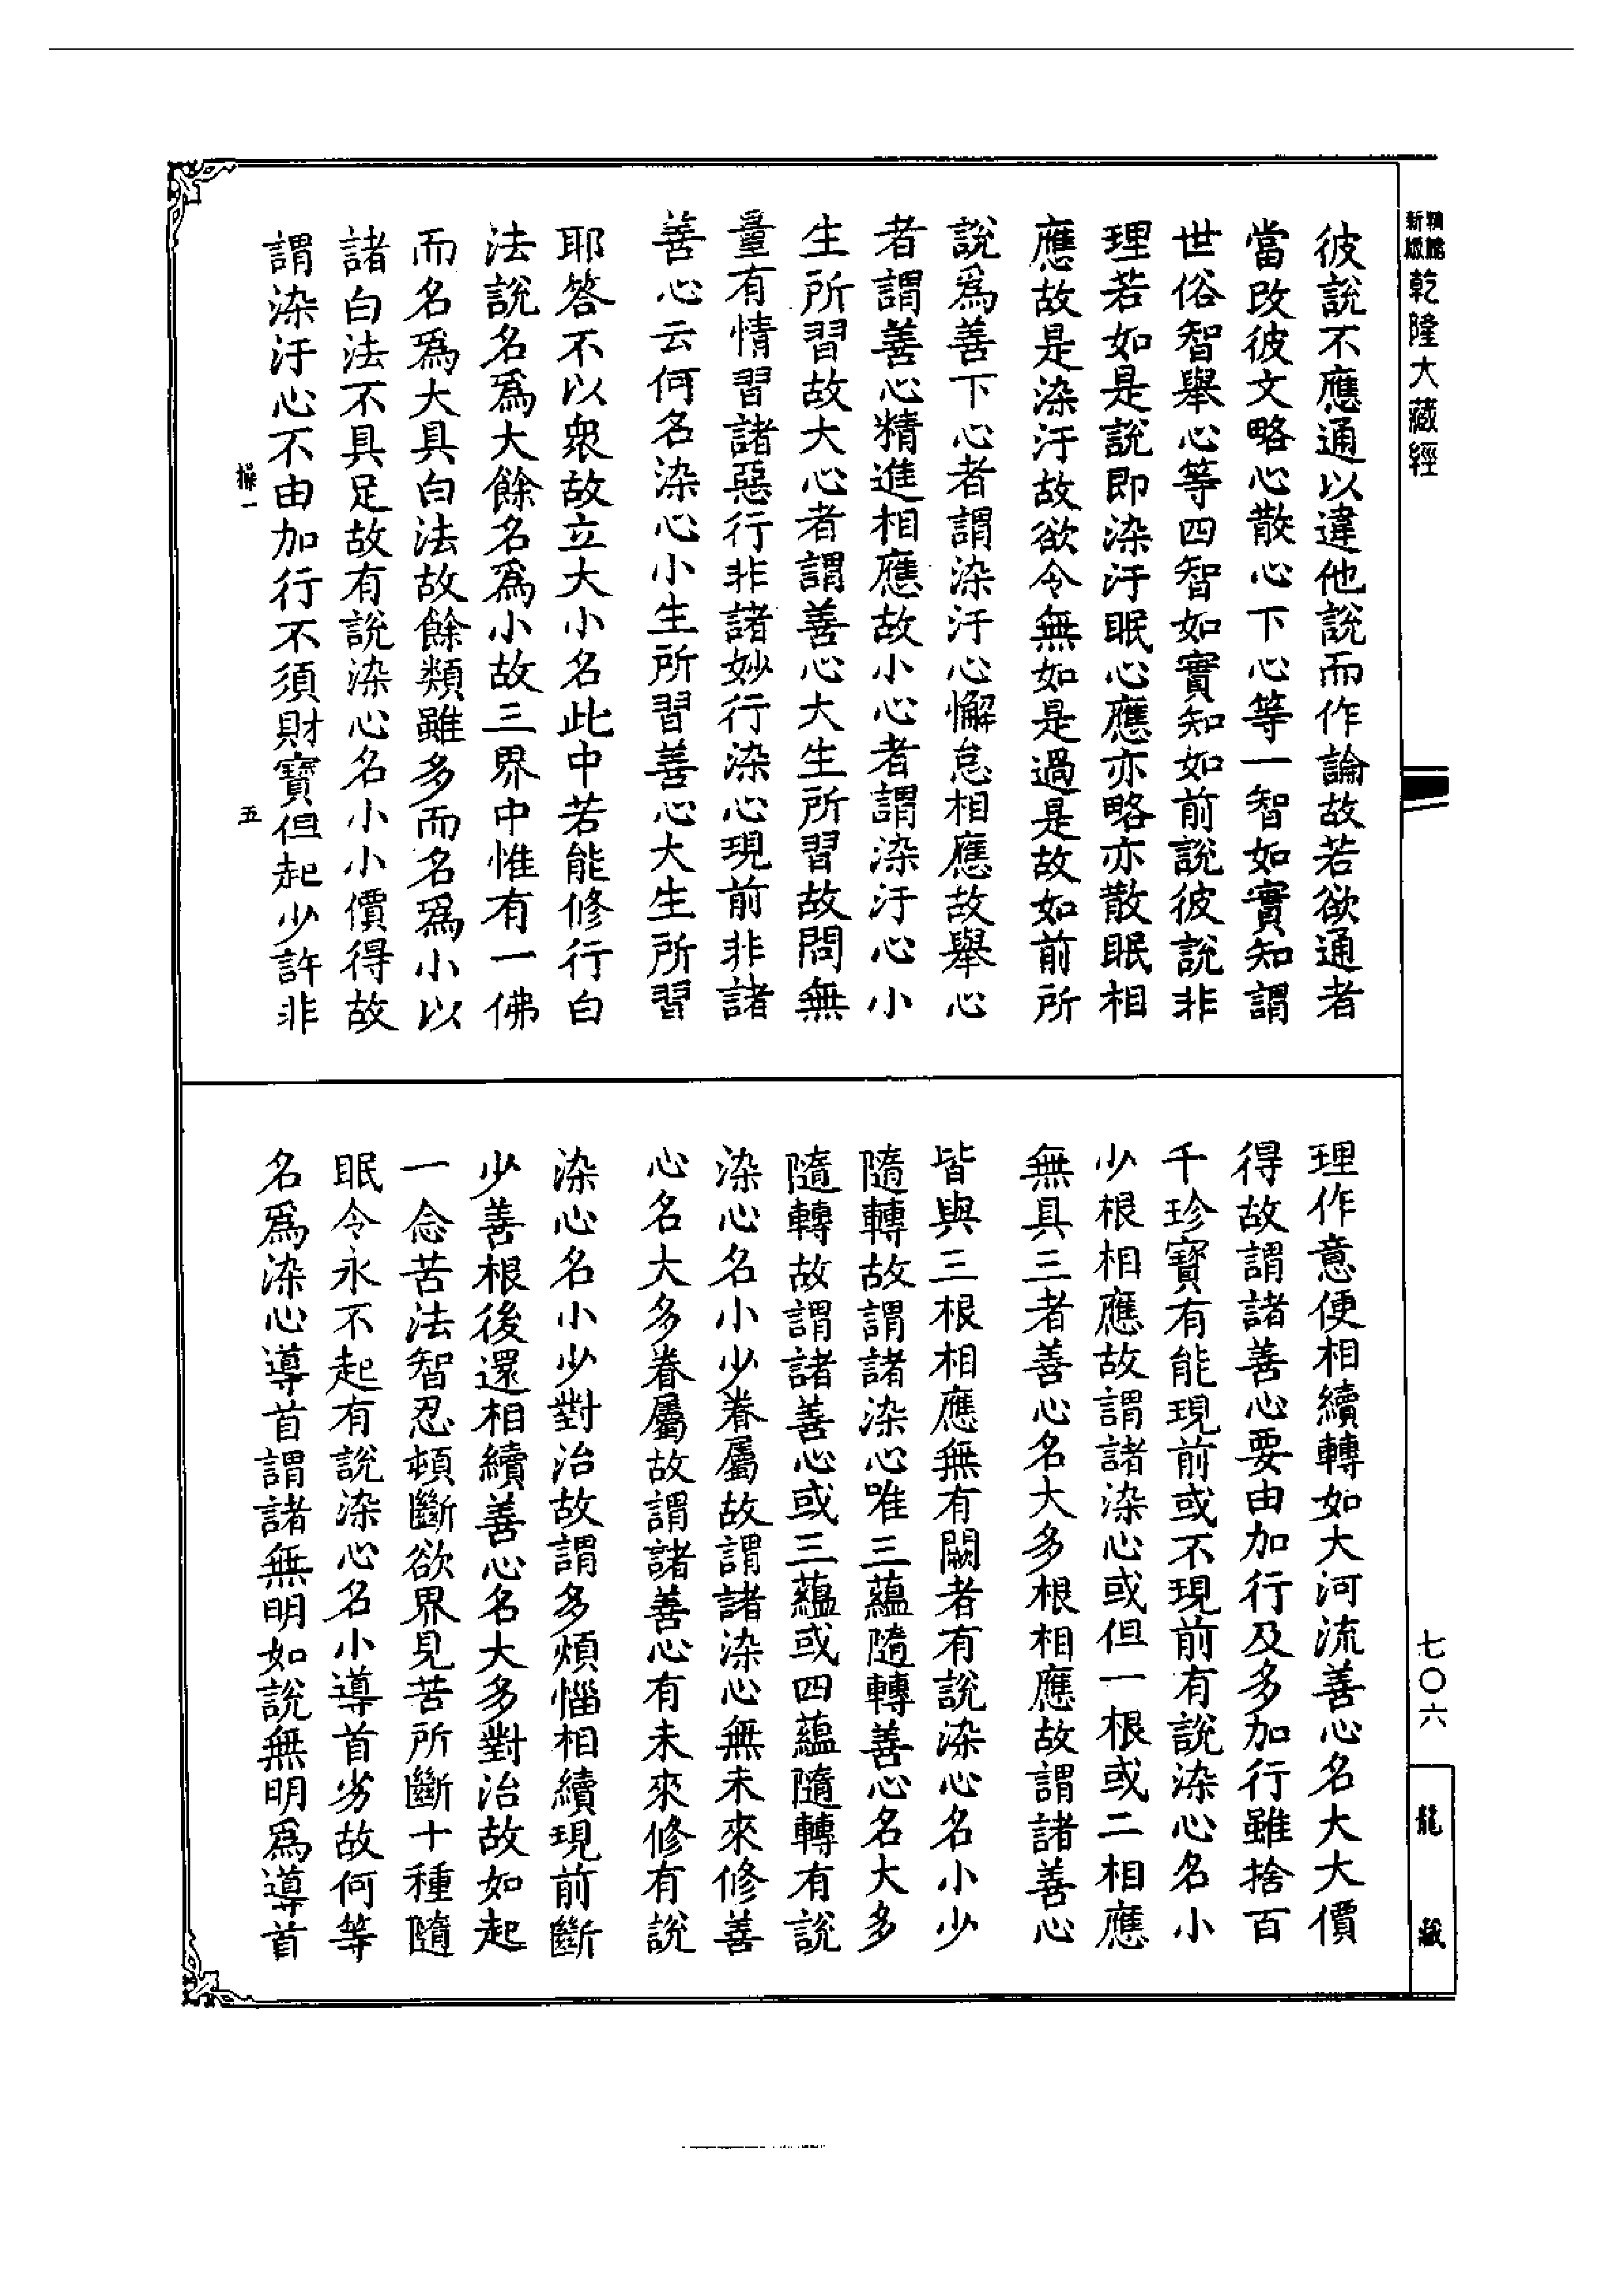 乾隆大藏經
彼說不應通以違他說而作論故若欲通者
當改彼文略心散心下心等一智如實知謂
世俗智舉心等四智如實知如前說彼說非
理若如是說即染汙眠心應亦略亦散眠相
應故是染汙故欲令無如是過是故如前所
說為善下心者謂染汙心懈怠相應故舉心
者謂善心精進相應故小心者謂染汙心小
生所習故大心者謂善心大生所習故問無
量有情習諸惡行非諸妙行染心現前非諸
善心云何名染心小生所習善心大生所習
耶答不以眾故立大小名此中若能修行白
法說名為大餘名為小故三界中惟有一佛
而名為大具白法故餘類雖多而名為小以
諸白法不具足故有說染心名小小價得故
謂染汙心不由加行不須財寶但起少許非
五
理作意便相續轉如大河流善心名大大價
得故謂諸善心要由加行及多加行雖捨百
千珍寶有能現前或不現前有說染心名小
少根相應故謂諸染心或但一根或二相應
無具三者善心名大多根相應故謂諸善心
皆與三根相應無有闕者有說染心名小少
隨轉故謂諸染心唯三蘊隨轉善心名大多
隨轉故謂諸善心或三蘊或四蘊隨轉有說
染心名小少眷屬故謂諸染心無未來修善
心名大多眷屬故謂諸善心有未來修有說
染心名小少對治故謂多煩惱相續現前斷
少善根後還相續善心名大多對治故如起
一念苦法智忍頓斷欲界見苦所斷十種隨
眠令永不起有說染心名小導首劣故何等
名為染心導首謂諸無明如說無明為導首
七〇六
龍藏